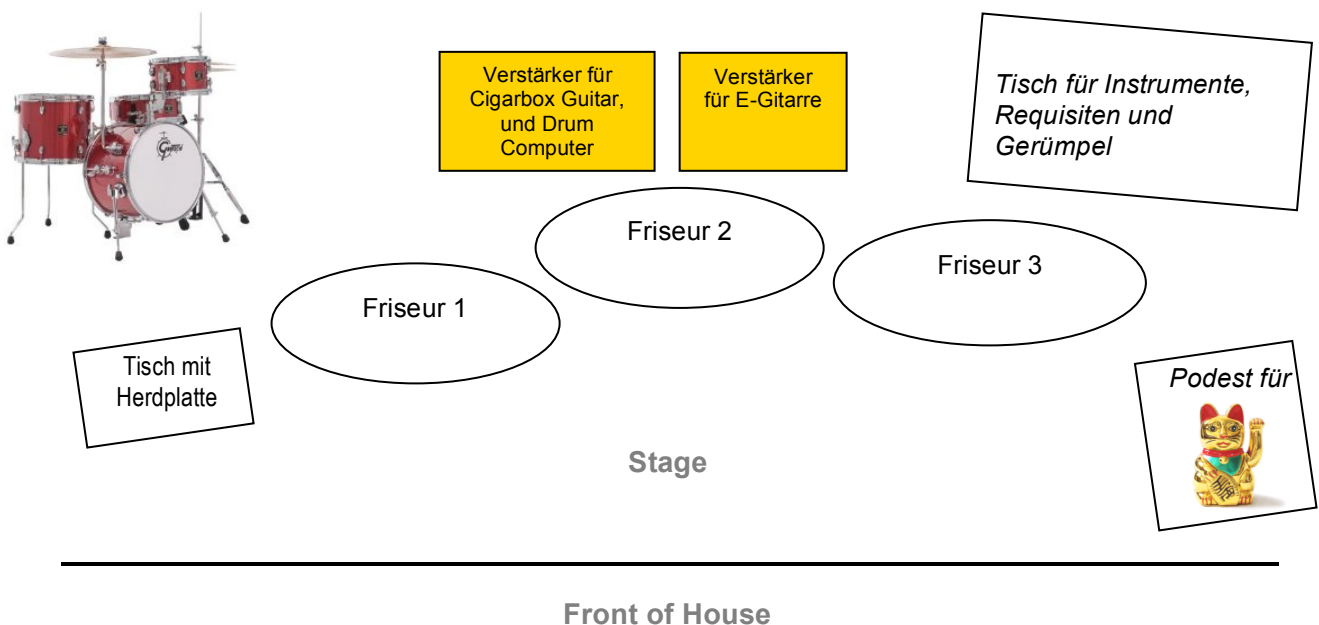 Verstärker für
Cigarbox Guitar,
und Drum
Computer
Verstärker
für E-Gitarre
Tisch für Instrumente,
Requisiten und
Gerümpel
Friseur 1
Friseur 2
Friseur 3
Tisch mit
Herdplatte
Podest für
Stage
Front of House
Gretsch